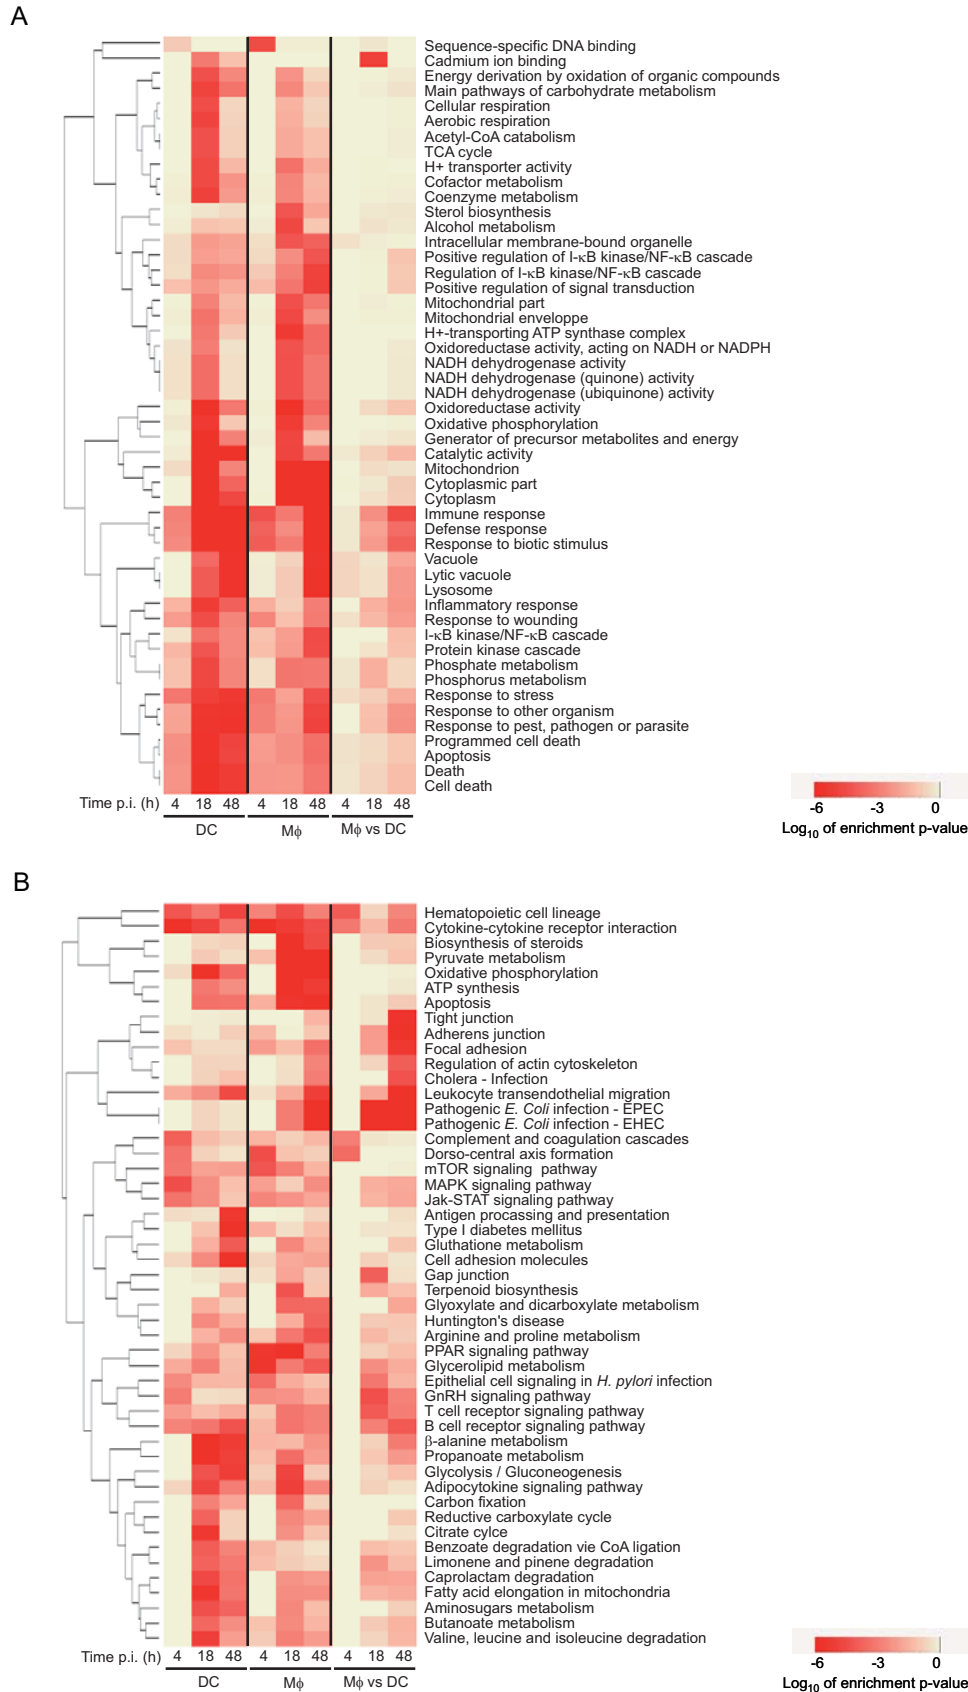 A
Sequence-specific DNA binding
Cadmium ion binding
Energy derivation by oxidation of organic compounds
Main pathways of carbohydrate metabolism
Cellular respiration
Aerobic respiration
Acetyl-CoA catabolism
TCA cycle
H+ transporter activity
Cofactor metabolism
Coenzyme metabolism
Sterol biosynthesis
Alcohol metabolism
Intracellular membrane-bound organelle
Positive regulation of I-κB kinase/NF-κB cascade
Regulation of I-κB kinase/NF-κB cascade
Positive regulation of signal transduction
Mitochondrial part
Mitochondrial enveloppe
H+-transporting ATP synthase complex
Oxidoreductase activity, acting on NADH or NADPH
NADH dehydrogenase activity
NADH dehydrogenase (quinone) activity
NADH dehydrogenase (ubiquinone) activity
Oxidoreductase activity
Oxidative phosphorylation
Generator of precursor metabolites and energy
Catalytic activity
Mitochondrion
Cytoplasmic part
Cytoplasm
Immune response
Defense response
Response to biotic stimulus
Vacuole
Lytic vacuole
Lysosome
Inflammatory response
Response to wounding
I-κB kinase/NF-κB cascade
Protein kinase cascade
Phosphate metabolism
Phosphorus metabolism
Response to stress
Response to other organism
Response to pest, pathogen or parasite
Programmed cell death
Apoptosis
Death
Cell death
Time p.i. (h) 4 18 48 4 18 48 4 18 48
DC Mϕ Mϕ vs DC
-6 -3 0
Log10 of enrichment p-value
B
Hematopoietic cell lineage
Cytokine-cytokine receptor interaction
Biosynthesis of steroids
Pyruvate metabolism
Oxidative phosphorylation
ATP synthesis
Apoptosis
Tight junction
Adherens junction
Focal adhesion
Regulation of actin cytoskeleton
Cholera - Infection
Leukocyte transendothelial migration
Pathogenic E. Coli infection - EPEC
Pathogenic E. Coli infection - EHEC
Complement and coagulation cascades
Dorso-central axis formation
mTOR signaling pathway
MAPK signaling pathway
Jak-STAT signaling pathway
Antigen procassing and presentation
Type I diabetes mellitus
Gluthatione metabolism
Cell adhesion molecules
Gap junction
Terpenoid biosynthesis
Glyoxylate and dicarboxylate metabolism
Huntington's disease
Arginine and proline metabolism
PPAR signaling pathway
Glycerolipid metabolism
Epithelial cell signaling in H. pylori infection
GnRH signaling pathway
T cell receptor signaling pathway
B cell receptor signaling pathway
β-alanine metabolism
Propanoate metabolism
Glycolysis / Gluconeogenesis
Adipocytokine signaling pathway
Carbon fixation
Reductive carboxylate cycle
Citrate cylce
Benzoate degradation vie CoA ligation
Limonene and pinene degradation
Caprolactam degradation
Fatty acid elongation in mitochondria
Aminosugars metabolism
Butanoate metabolism
Valine, leucine and isoleucine degradation
Time p.i. (h) 4 18 48 4 18 48 4 18 48
DC Mϕ Mϕ vs DC
-6 -3 0
Log10 of enrichment p-value